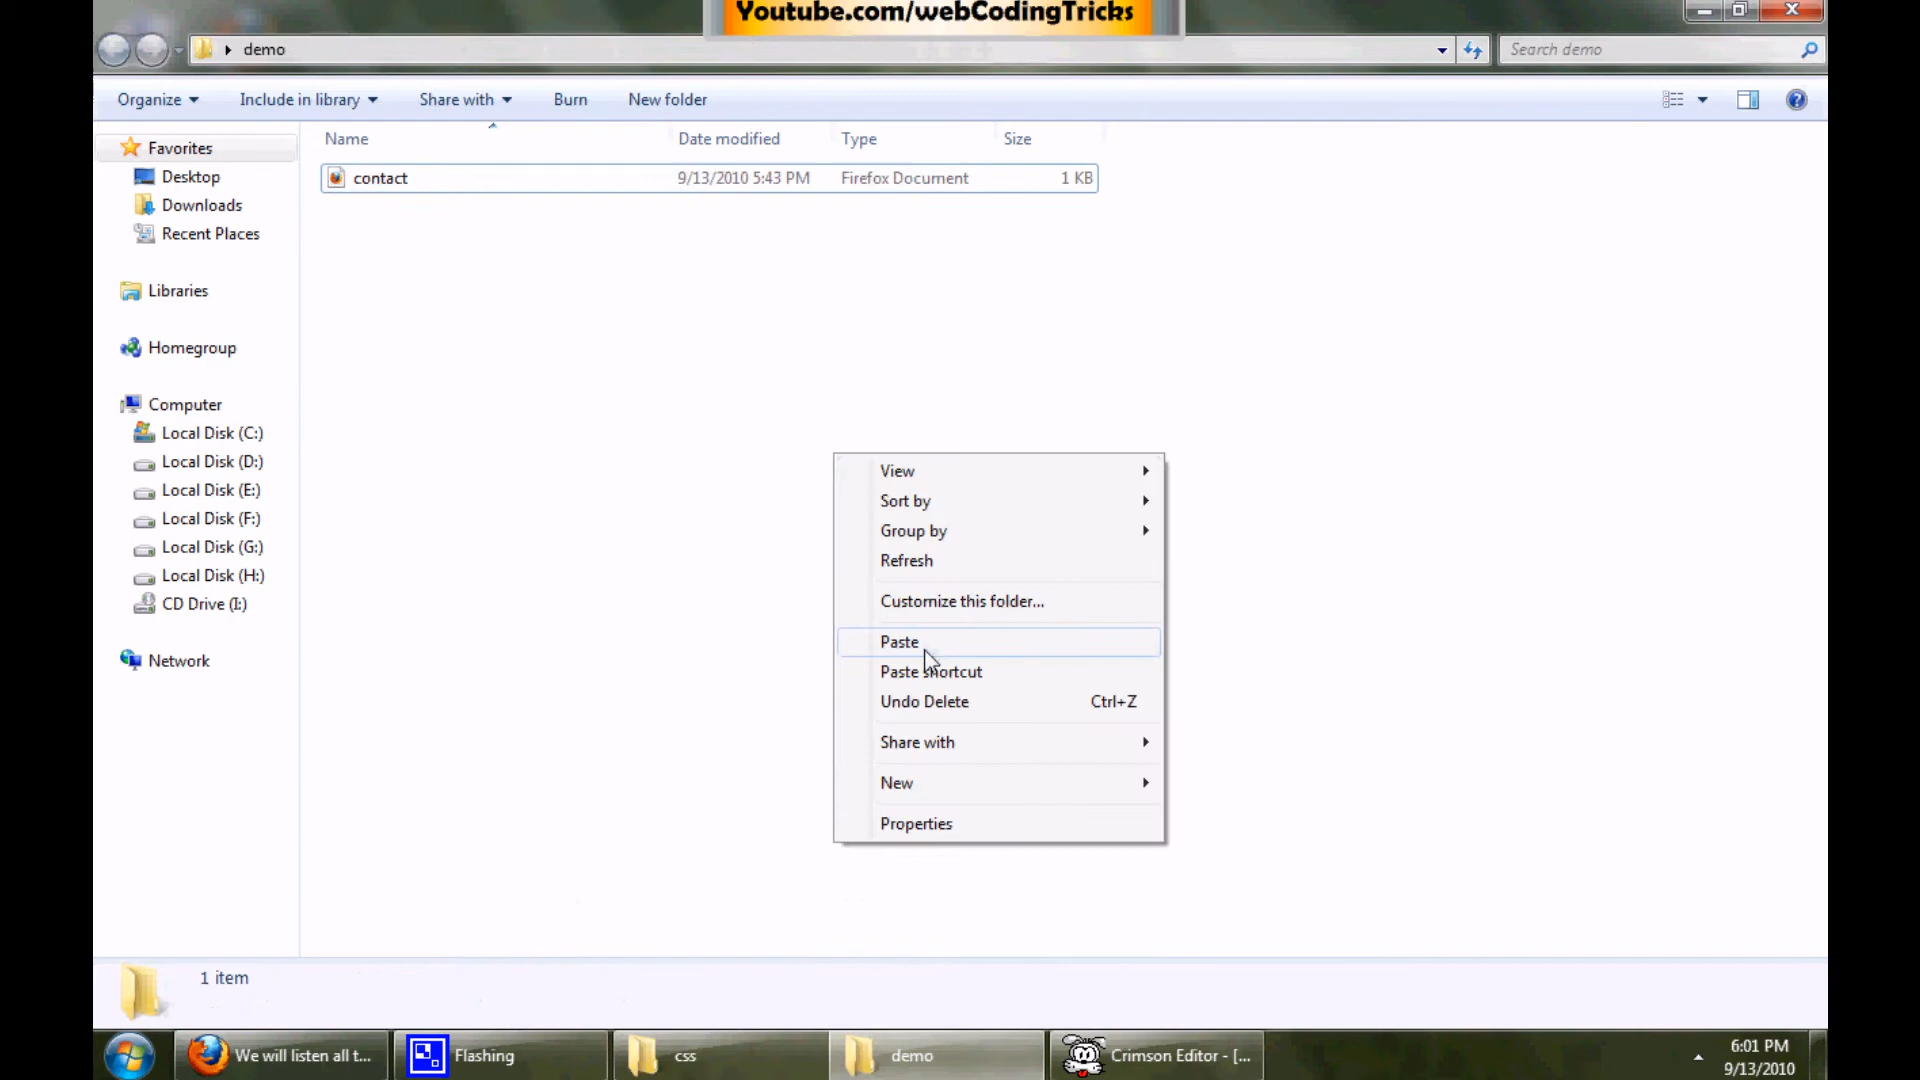 Youtube.com/webCodingTricks
demo
Search demo
Organize
Include in library
Share with
Burn
New folder
Name
Date modified
Type
Size
contact
9/13/2010 5:43 PM
Firefox Document
1 KB
Favorites
Desktop
Downloads
Recent Places
Libraries
Homegroup
Computer
Local Disk (C:)
Local Disk (D:)
Local Disk (E:)
Local Disk (F:)
Local Disk (G:)
Local Disk (H:)
CD Drive (I:)
Network
View
Sort by
Group by
Refresh
Customize this folder...
Paste
Paste shortcut
Undo Delete Ctrl+Z
Share with
New
Properties
1 item
We will listen all t...
Flashing
css
demo
Crimson Editor - [...
6:01 PM
9/13/2010